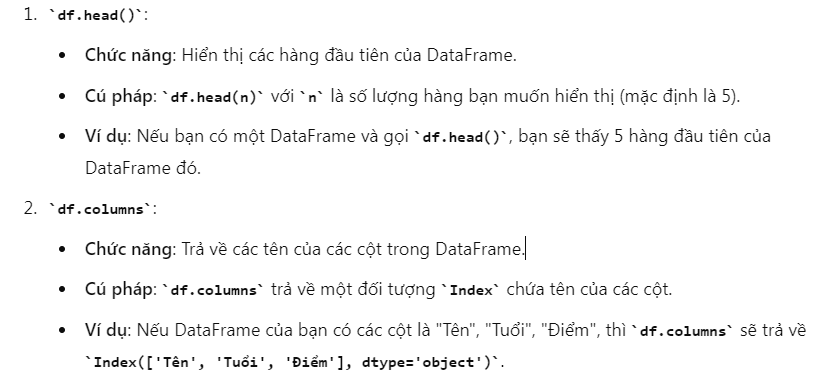 1. `df.head()`:
• Chức năng: Hiển thị các hàng đầu tiên của DataFrame.
• Cú pháp: `df.head(n)` với `n` là số lượng hàng bạn muốn hiển thị (mặc định là 5).
• Ví dụ: Nếu bạn có một DataFrame và gọi `df.head()`, bạn sẽ thấy 5 hàng đầu tiên của
DataFrame đó.
2. `df.columns`:
• Chức năng: Trả về các tên của các cột trong DataFrame.
• Cú pháp: `df.columns` trả về một đối tượng `Index` chứa tên của các cột.
• Ví dụ: Nếu DataFrame của bạn có các cột là "Tên", "Tuổi", "Điểm", thì `df.columns` sẽ trả về
`Index(['Tên', 'Tuổi', 'Điểm'], dtype='object')`.